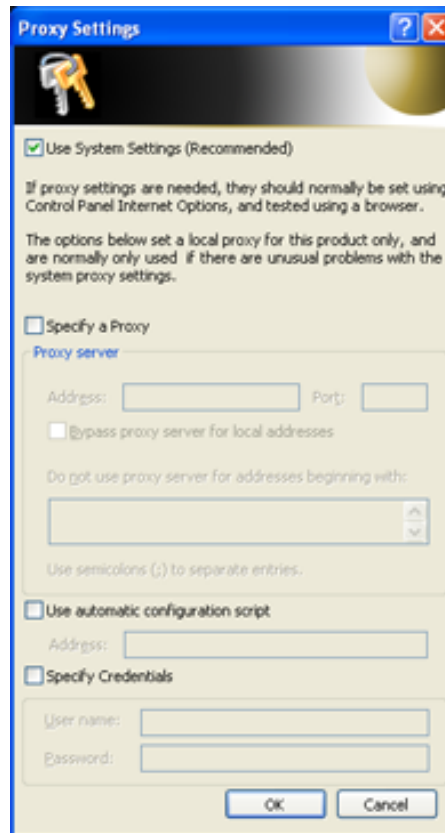 Proxy Settings
Use System Settings (Recommended)
If proxy settings are needed, they should normally be set using
Control Panel Internet Options, and tested using a browser.
The options below set a local proxy for this product only, and
are normally only used if there are unusual problems with the
system proxy settings.
Specify a Proxy
Proxy server
Address:
Port:
Bypass proxy server for local addresses
Do not use proxy server for addresses beginning with:
Use semicolons (;) to separate entries.
Use automatic configuration script
Address:
Specify Credentials
User name:
Password:
OK
Cancel